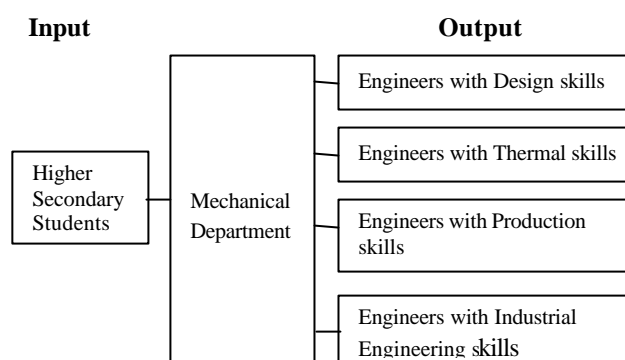 Input
Output
Engineers with Design skills
Engineers with Thermal skills
Higher
Secondary
Students
Mechanical
Department
Engineers with Production
skills
Engineers with Industrial
Engineering skills